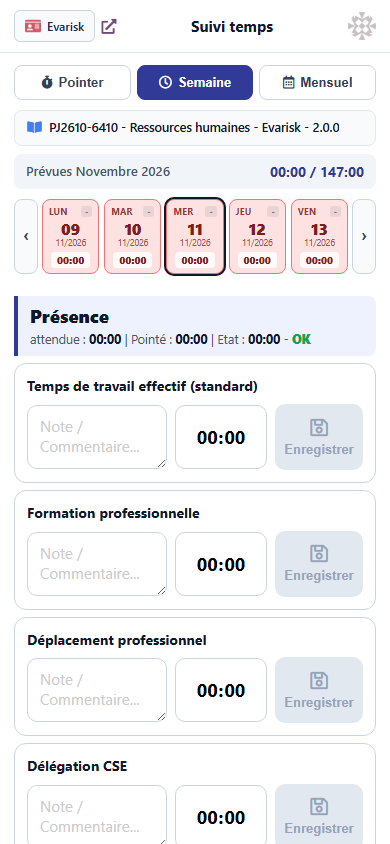 Evarisk
Suivi temps
Pointer
Semaine
Mensuel
PJ2610-6410 - Ressources humaines - Evarisk - 2.0.0
Prévues Novembre 2026 00:00 / 147:00
‹
LUN -
09
11/2026
00:00
MAR -
10
11/2026
00:00
MER -
11
11/2026
00:00
JEU -
12
11/2026
00:00
VEN -
13
11/2026
00:00
›
Présence
attendue : 00:00 | Pointé : 00:00 | Etat : 00:00 - OK
Temps de travail effectif (standard)
Note /
Commentaire...
00:00
Enregistrer
Formation professionnelle
Note /
Commentaire...
00:00
Enregistrer
Déplacement professionnel
Note /
Commentaire...
00:00
Enregistrer
Délégation CSE
Note /
Commentaire...
00:00
Enregistrer